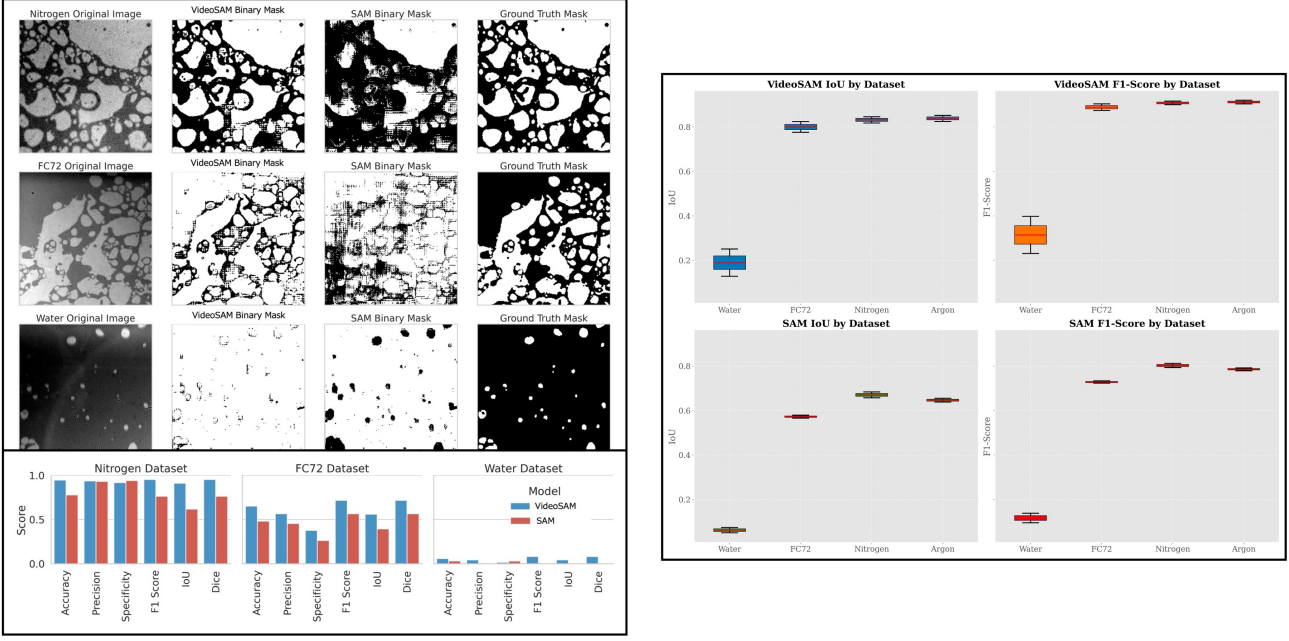 Nitrogen Original Image VideoSAM Binary Mask SAM Binary Mask Ground Truth Mask
FC72 Original Image VideoSAM Binary Mask SAM Binary Mask Ground Truth Mask
Water Original Image VideoSAM Binary Mask SAM Binary Mask Ground Truth Mask
Nitrogen Dataset FC72 Dataset Water Dataset
Score
1.0
0.5
0.0
Model
VideoSAM
SAM
Accuracy Precision Specificity F1 Score IoU Dice
Accuracy Precision Specificity F1 Score IoU Dice
Accuracy Precision Specificity F1 Score IoU Dice
VideoSAM IoU by Dataset
IoU
0.8
0.6
0.4
0.2
Water FC72 Nitrogen Argon
VideoSAM F1-Score by Dataset
F1-Score
Water FC72 Nitrogen Argon
SAM IoU by Dataset
IoU
0.8
0.6
0.4
0.2
Water FC72 Nitrogen Argon
SAM F1-Score by Dataset
F1-Score
Water FC72 Nitrogen Argon